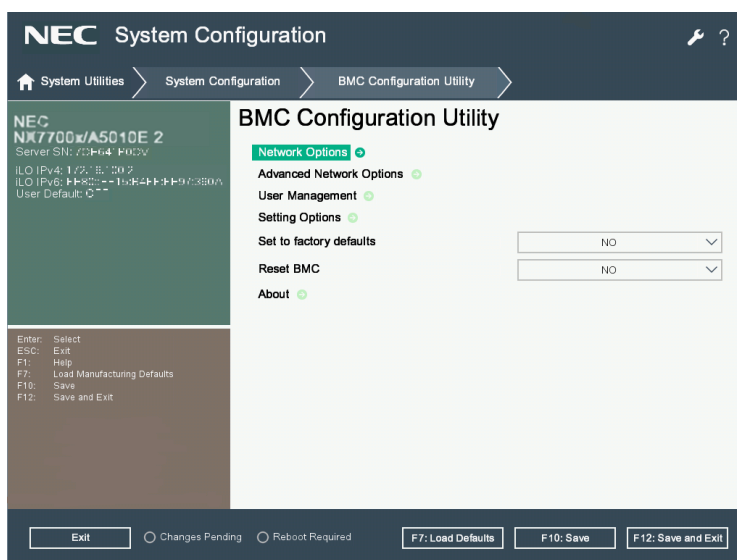 NEC System Configuration
?
System Utilities
System Configuration
BMC Configuration Utility
NEC
NX7700x/A5010E 2
Server SN:
iLO IPv4:
iLO IPv6:
User Default:
Enter: Select
ESC: Exit
F1: Help
F7: Load Manufacturing Defaults
F10: Save
F12: Save and Exit
BMC Configuration Utility
Network Options
Advanced Network Options
User Management
Setting Options
Set to factory defaults NO
Reset BMC NO
About
Exit
Changes Pending
Reboot Required
F7: Load Defaults
F10: Save
F12: Save and Exit